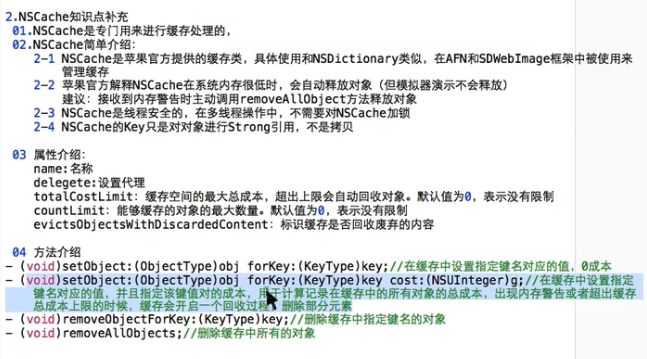 2.NSCache知识点补充
01.NSCache是专门用来进行缓存处理的，
02.NSCache简单介绍：
2-1 NSCache是苹果官方提供的缓存类，具体使用和NSDictionary类似，在AFN和SDWebImage框架中被使用来
管理缓存
2-2 苹果官方解释NSCache在系统内存很低时，会自动释放对象（但模拟器演示不会释放）
建议：接收到内存警告时主动调用removeAllObject方法释放对象
2-3 NSCache是线程安全的，在多线程操作中，不需要对NSCache加锁
2-4 NSCache的Key只是对对象进行Strong引用，不是拷贝
03 属性介绍：
name:名称
delegete:设置代理
totalCostLimit：缓存空间的最大总成本，超出上限会自动回收对象。默认值为0，表示没有限制
countLimit：能够缓存的对象的最大数量。默认值为0，表示没有限制
evictsObjectsWithDiscardedContent：标识缓存是否回收废弃的内容
04 方法介绍
- (void)setObject:(ObjectType)obj forKey:(KeyType)key;//在缓存中设置指定键名对应的值，0成本
- (void)setObject:(ObjectType)obj forKey:(KeyType)key cost:(NSUInteger)g;//在缓存中设置指定
键名对应的值，并且指定该键值对的成本，用于计算记录在缓存中的所有对象的总成本，出现内存警告或者超出缓存
总成本上限的时候，缓存会开启一个回收过程，删除部分元素
- (void)removeObjectForKey:(KeyType)key;//删除缓存中指定键名的对象
- (void)removeAllObjects;//删除缓存中所有的对象